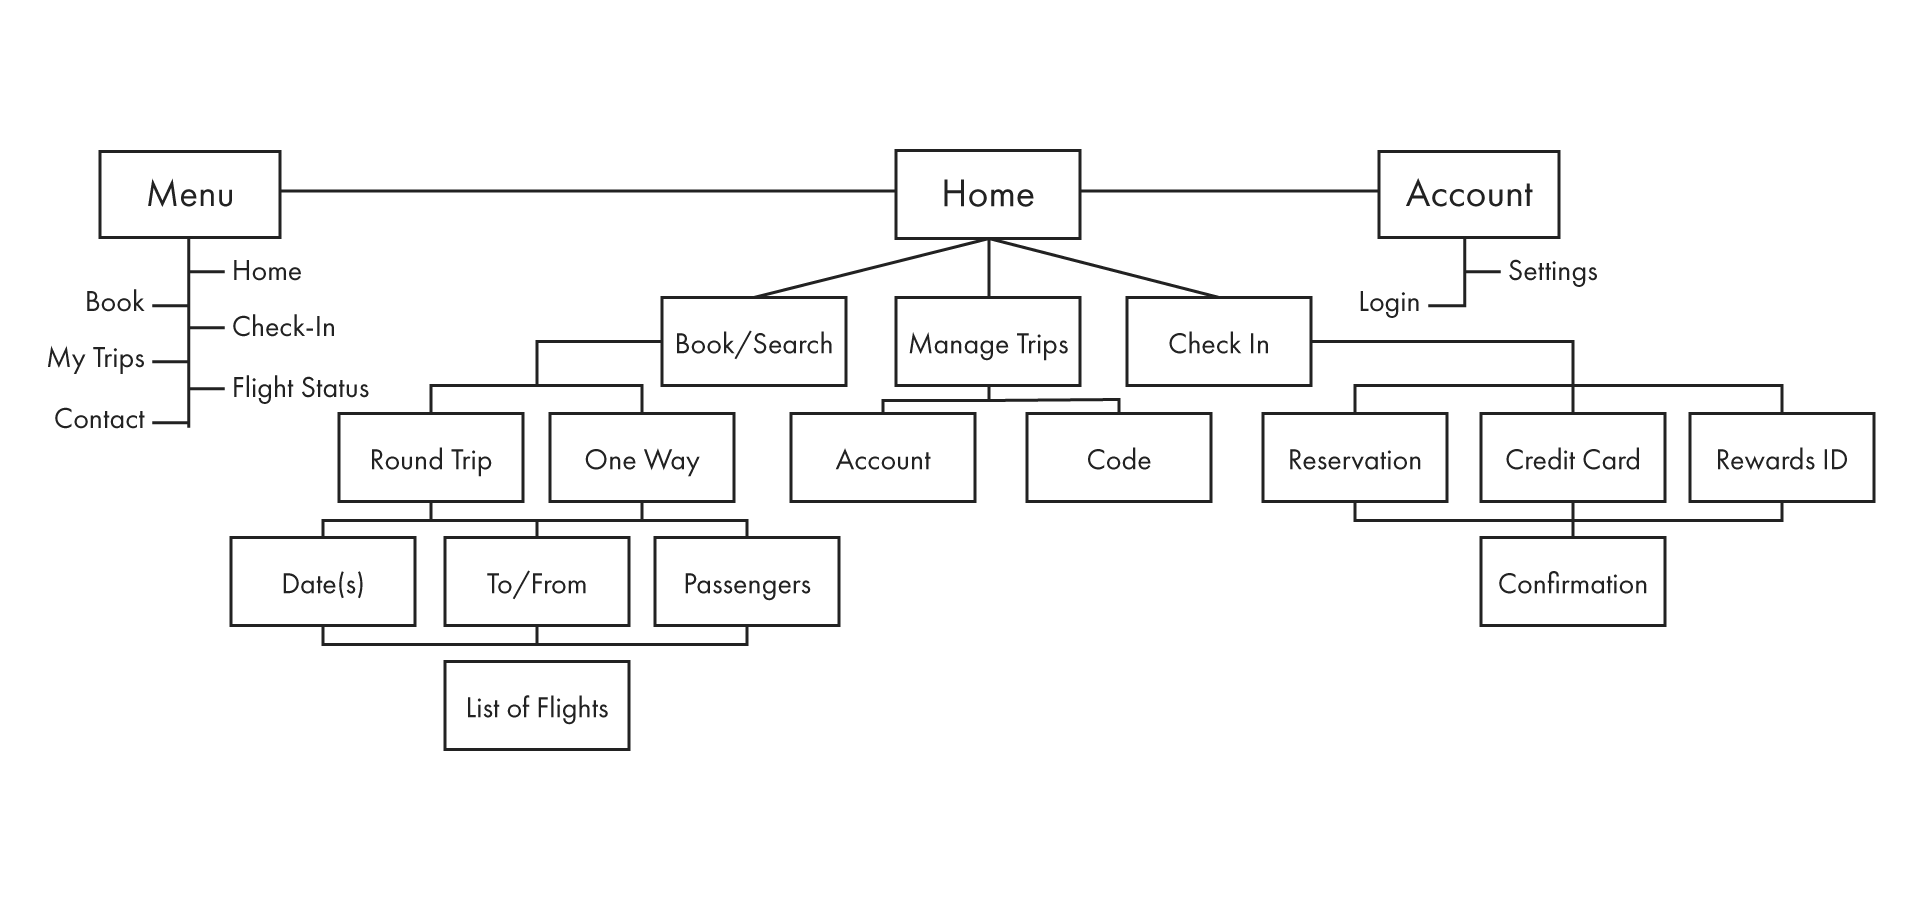 Menu
Home
Account
Home
Settings
Book
Login
Check-In
Book/Search
Manage Trips
Check In
My Trips
Flight Status
Contact
Round Trip
One Way
Account
Code
Reservation
Credit Card
Rewards ID
Date(s)
To/From
Passengers
Confirmation
List of Flights